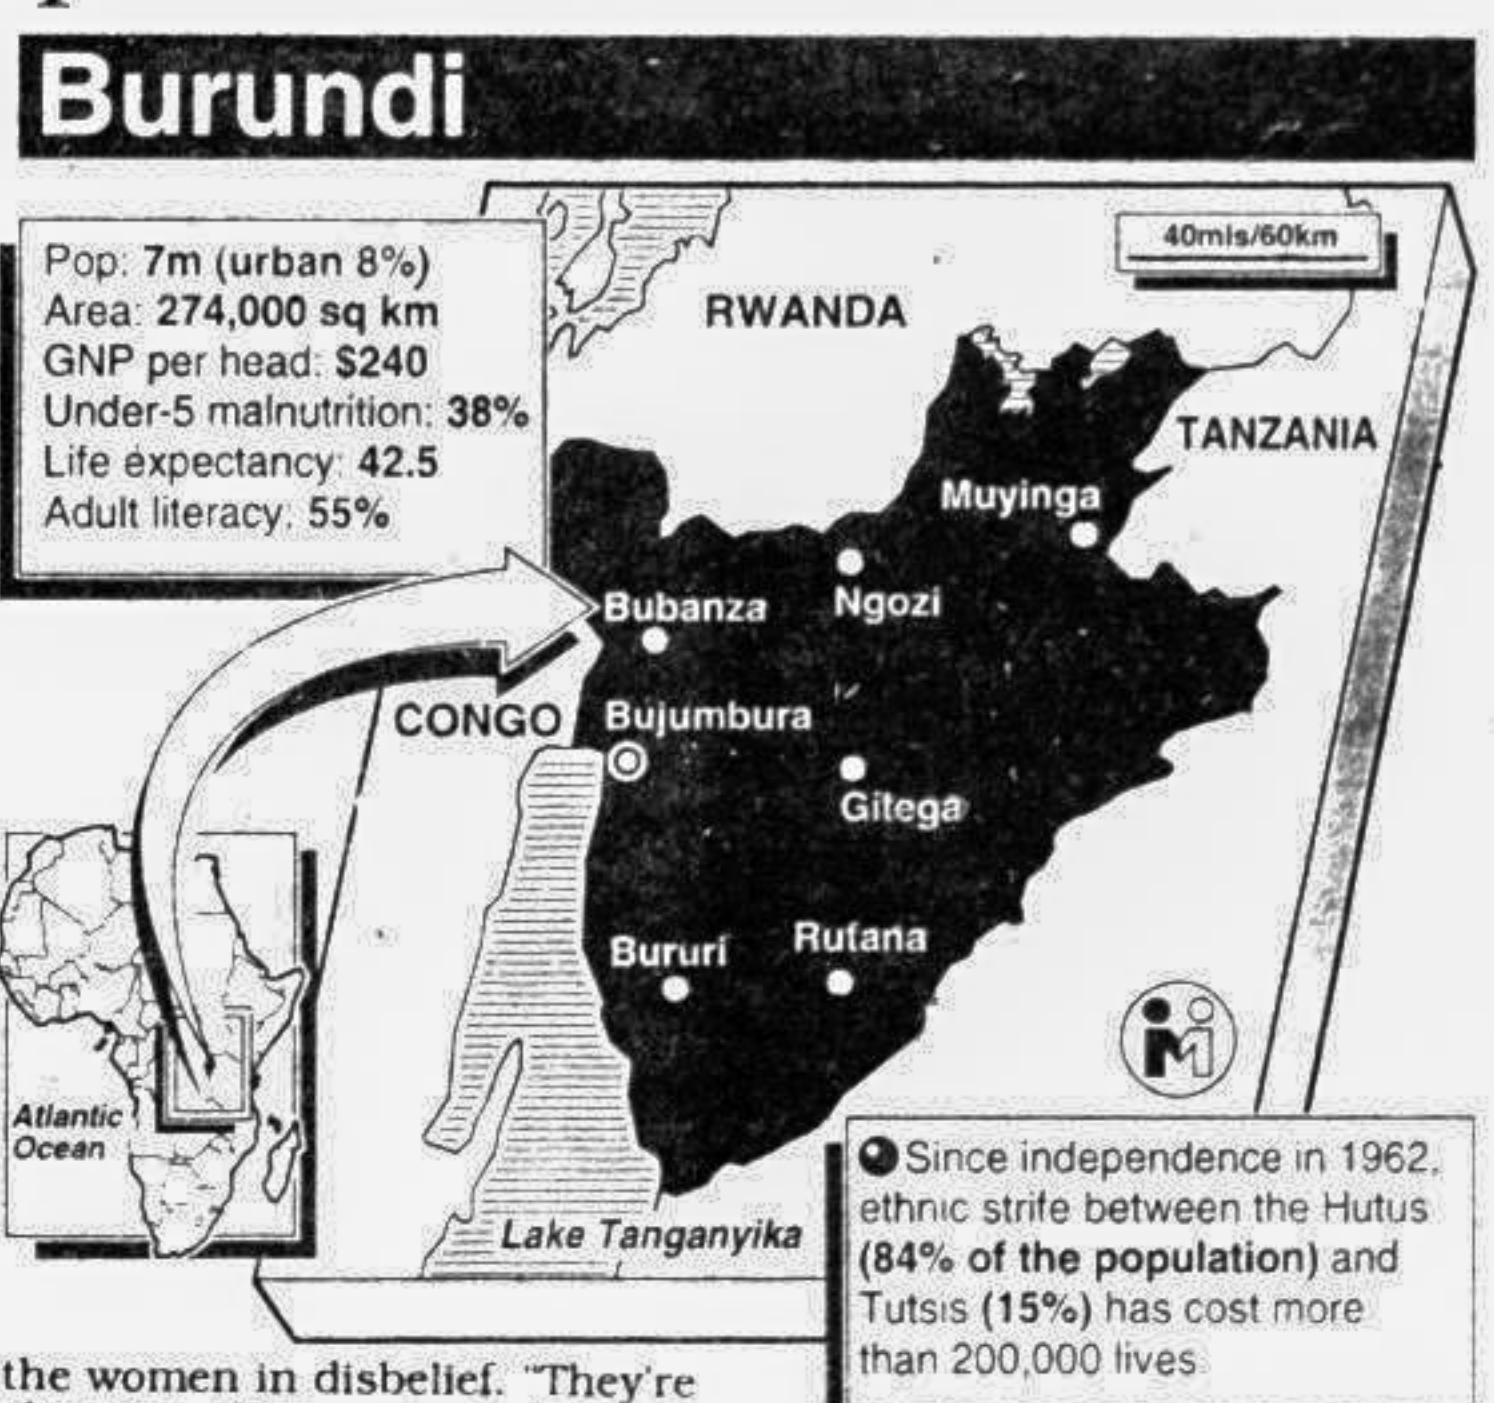 Burundi
Pop: 7m (urban 8%)
Area: 274,000 sq km
GNP per head: $240
Under-5 malnutrition: 38%
Life expectancy: 42.5
Adult literacy: 55%
40mls/60km
RWANDA
TANZANIA
Muyinga
Ngozi
Bubanza
CONGO
Bujumbura
Gitega
Bururi
Rufana
Atlantic
Ocean
Lake Tanganyika
Since independence in 1962,
ethnic strife between the Hutus
(84% of the population) and
Tutsis (15%) has cost more
than 200,000 lives
the women in disbelief. "They're